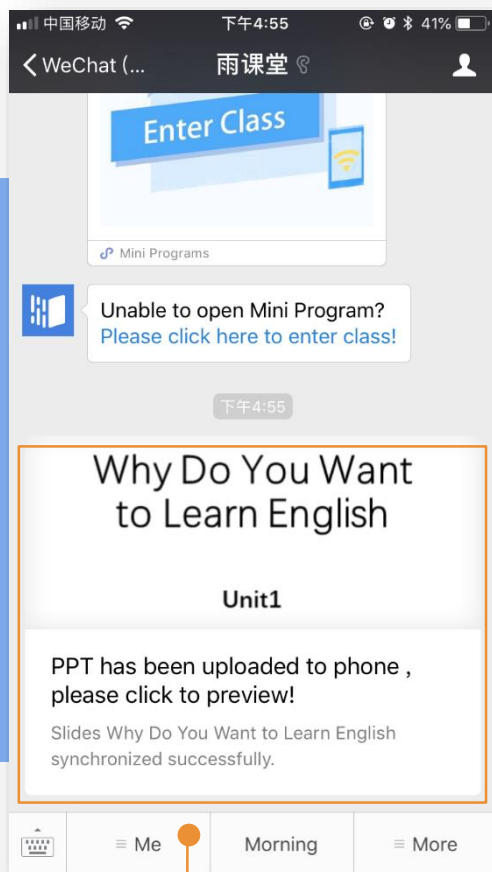 中国移动
下午4:55
41%
WeChat (...
雨课堂
Enter Class
Mini Programs
Unable to open Mini Program?
Please click here to enter class!
下午4:55
Why Do You Want
to Learn English
Unit1
PPT has been uploaded to phone ,
please click to preview!
Slides Why Do You Want to Learn English
synchronized successfully.
Me
Morning
More